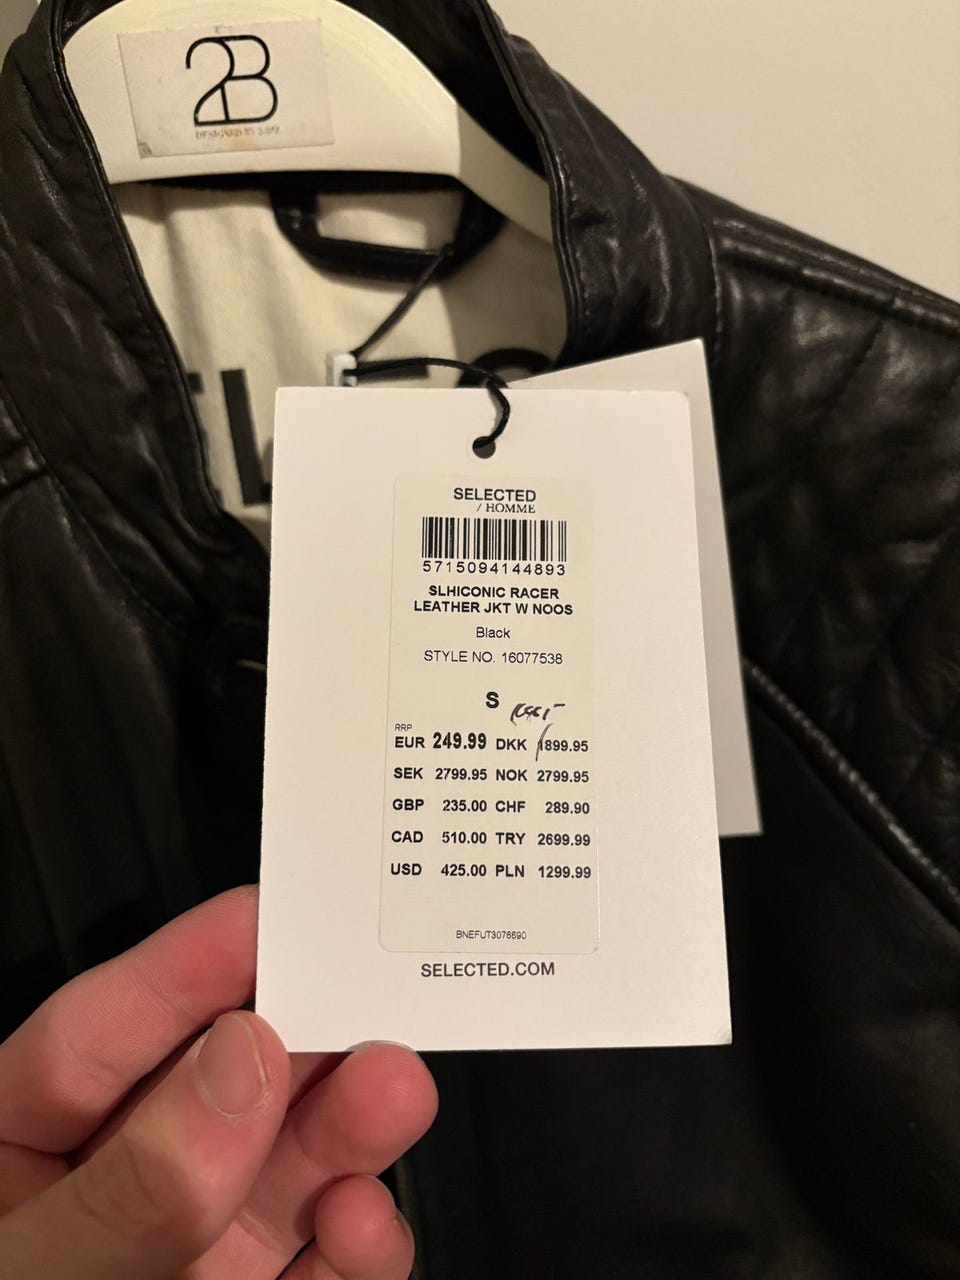 2B
SELECTED
/ HOMME
5715094144893
SLHICONIC RACER
LEATHER JKT W NOOS
Black
STYLE NO. 16077538
S
RRP
EUR 249.99 DKK 1899.95
SEK 2799.95 NOK 2799.95
GBP 235.00 CHF 289.90
CAD 510.00 TRY 2699.99
USD 425.00 PLN 1299.99
BNEFUT3076690
SELECTED.COM